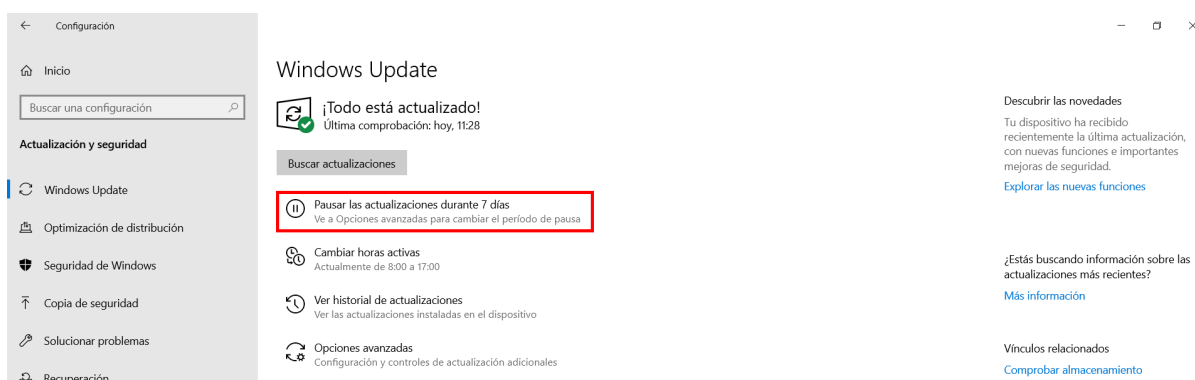 Configuración
Inicio
Buscar una configuración
Actualización y seguridad
Windows Update
Optimización de distribución
Seguridad de Windows
Copia de seguridad
Solucionar problemas
Recuperación
Windows Update
¡Todo está actualizado!
Última comprobación: hoy, 11:28
Buscar actualizaciones
Pausar las actualizaciones durante 7 días
Ve a Opciones avanzadas para cambiar el período de pausa
Cambiar horas activas
Actualmente de 8:00 a 17:00
Ver historial de actualizaciones
Ver las actualizaciones instaladas en el dispositivo
Opciones avanzadas
Configuración y controles de actualización adicionales
Descubrir las novedades
Tu dispositivo ha recibido
recientemente la última actualización,
con nuevas funciones e importantes
mejoras de seguridad.
Explorar las nuevas funciones
¿Estás buscando información sobre las
actualizaciones más recientes?
Más información
Vínculos relacionados
Comprobar almacenamiento